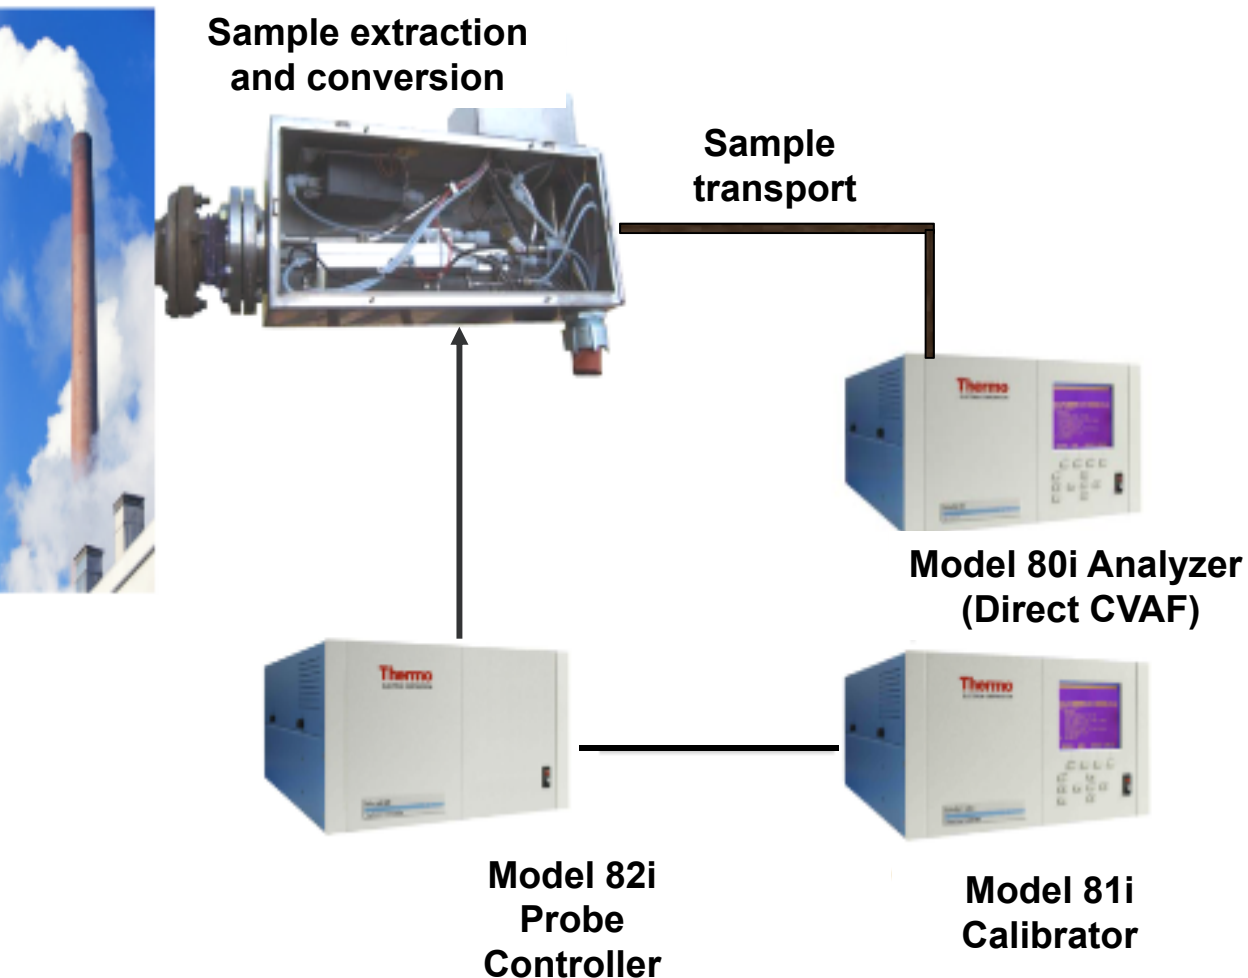 Sample extraction
and conversion
Sample
transport
Thermo
Model 80i Analyzer
(Direct CVAF)
Thermo
Thermo
Model 82i
Probe
Controller
Model 81i
Calibrator